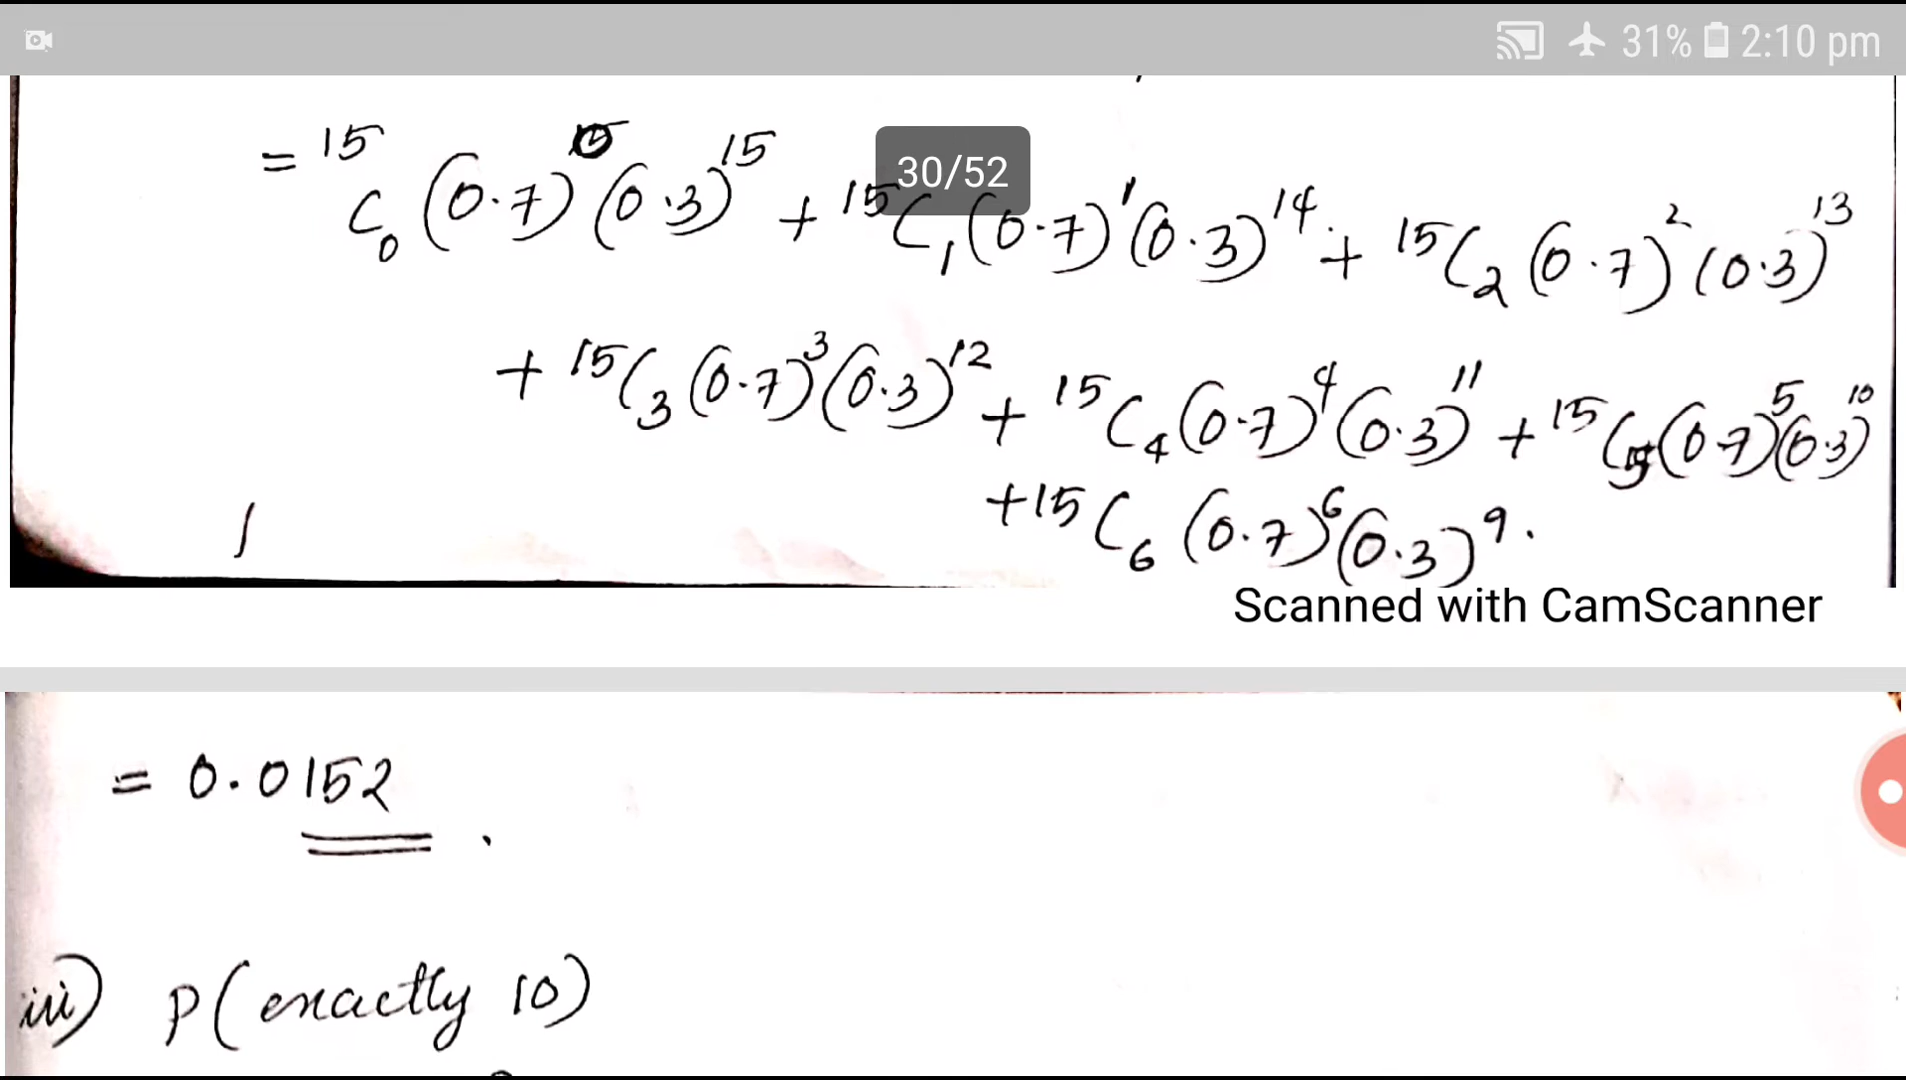 31% 2:10 pm
30/52
= ¹⁵C₀ (0.7)⁰ (0.3)¹⁵ + ¹⁵C₁ (0.7)¹ (0.3)¹⁴ + ¹⁵C₂ (0.7)² (0.3)¹³
+ ¹⁵C₃ (0.7)³ (0.3)¹² + ¹⁵C₄ (0.7)⁴ (0.3)¹¹ + ¹⁵C₅ (0.7)⁵ (0.3)¹⁰
+ 15 C₆ (0.7)⁶ (0.3)⁹.
Scanned with CamScanner
= 0.0152
iii) P(exactly 10)